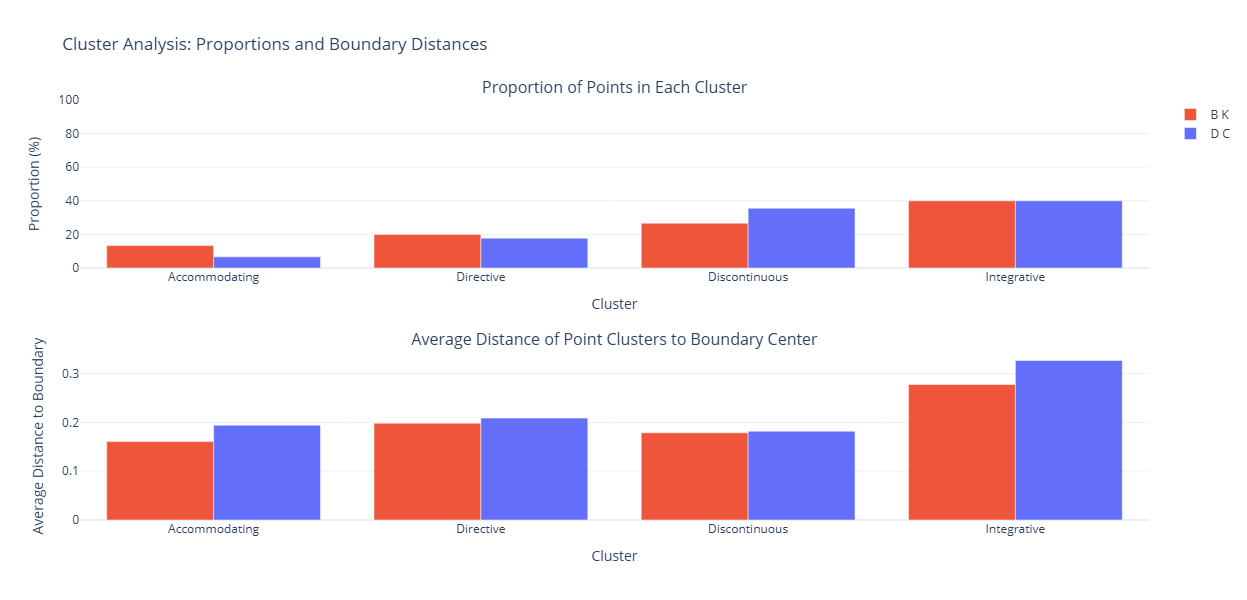 Cluster Analysis: Proportions and Boundary Distances
Proportion of Points in Each Cluster
Proportion (%)
100
80
60
40
20
0
Accommodating
Directive
Discontinuous
Integrative
Cluster
B K
D C
Average Distance of Point Clusters to Boundary Center
Average Distance to Boundary
0.3
0.2
0.1
0
Accommodating
Directive
Discontinuous
Integrative
Cluster